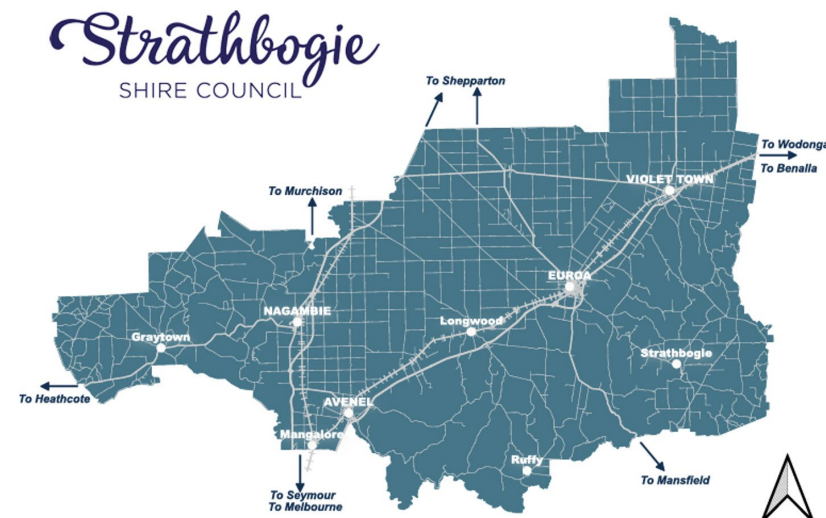 Strathbogie
SHIRE COUNCIL
To Shepparton
To Wodonga
To Benalla
VIOLET TOWN
To Murchison
EUROA
NAGAMBIE
Longwood
Graytown
Strathbogie
To Heathcote
AVENEL
Mangalore
Ruffy
To Mansfield
To Seymour
To Melbourne